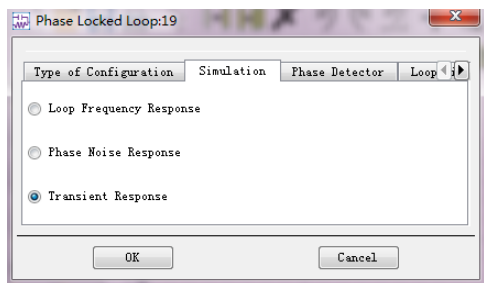 Phase Locked Loop:19
Type of Configuration Simulation Phase Detector Loop
Loop Frequency Response
Phase Noise Response
Transient Response
OK Cancel